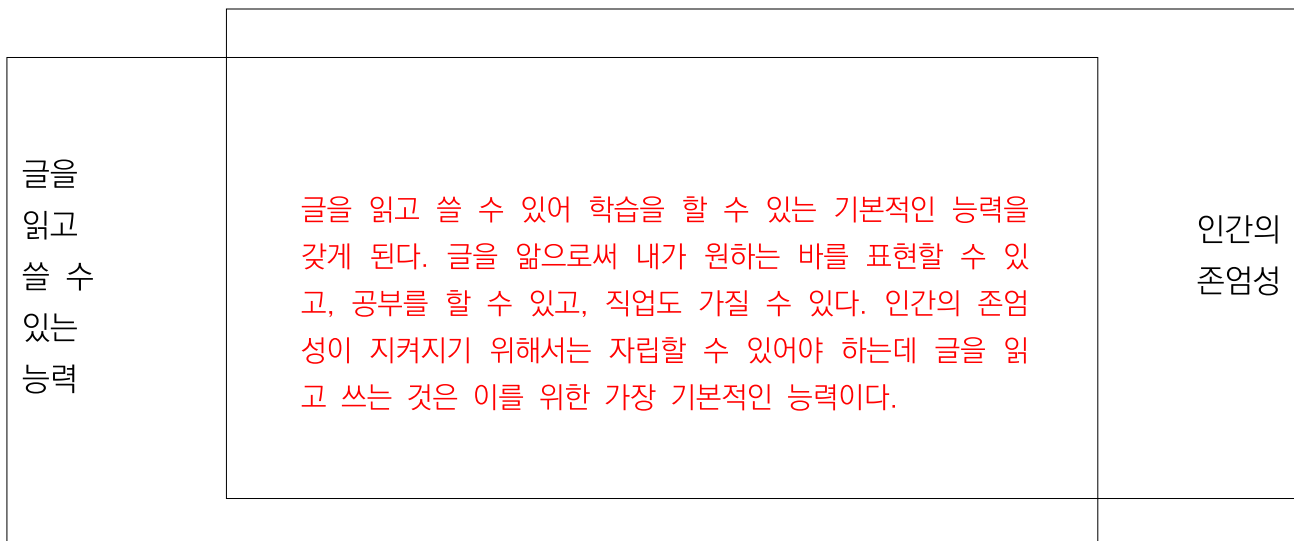 글을
읽고
쓸 수
있는
능력
글을 읽고 쓸 수 있어 학습을 할 수 있는 기본적인 능력을
갖게 된다. 글을 앎으로써 내가 원하는 바를 표현할 수 있
고, 공부를 할 수 있고, 직업도 가질 수 있다. 인간의 존엄
성이 지켜지기 위해서는 자립할 수 있어야 하는데 글을 읽
고 쓰는 것은 이를 위한 가장 기본적인 능력이다.
인간의
존엄성